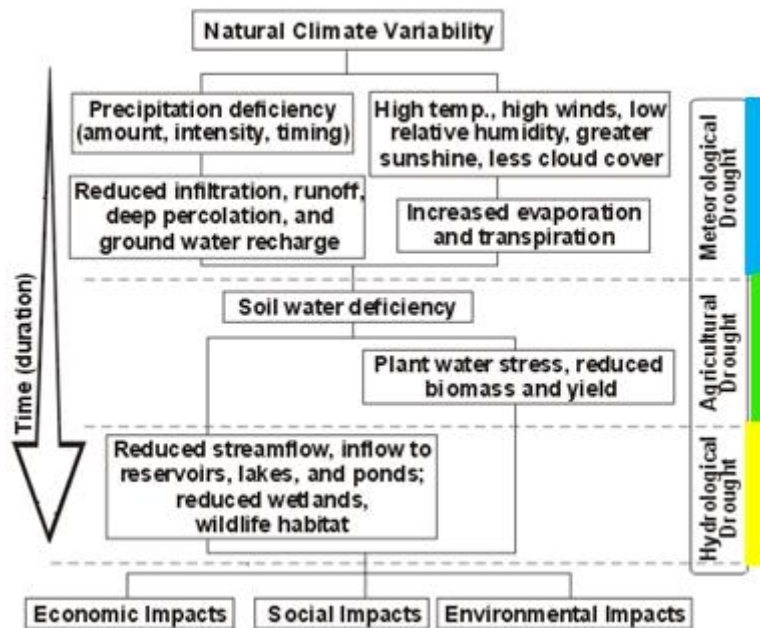 Natural Climate Variability
Precipitation deficiency
(amount, intensity, timing)
High temp., high winds, low
relative humidity, greater
sunshine, less cloud cover
Reduced infiltration, runoff,
deep percolation, and
ground water recharge
Increased evaporation
and transpiration
Meteorological
Drought
Soil water deficiency
Plant water stress, reduced
biomass and yield
Agricultural
Drought
Time (duration)
Reduced streamflow, inflow to
reservoirs, lakes, and ponds;
reduced wetlands,
wildlife habitat
Hydrological
Drought
Economic Impacts
Social Impacts
Environmental Impacts